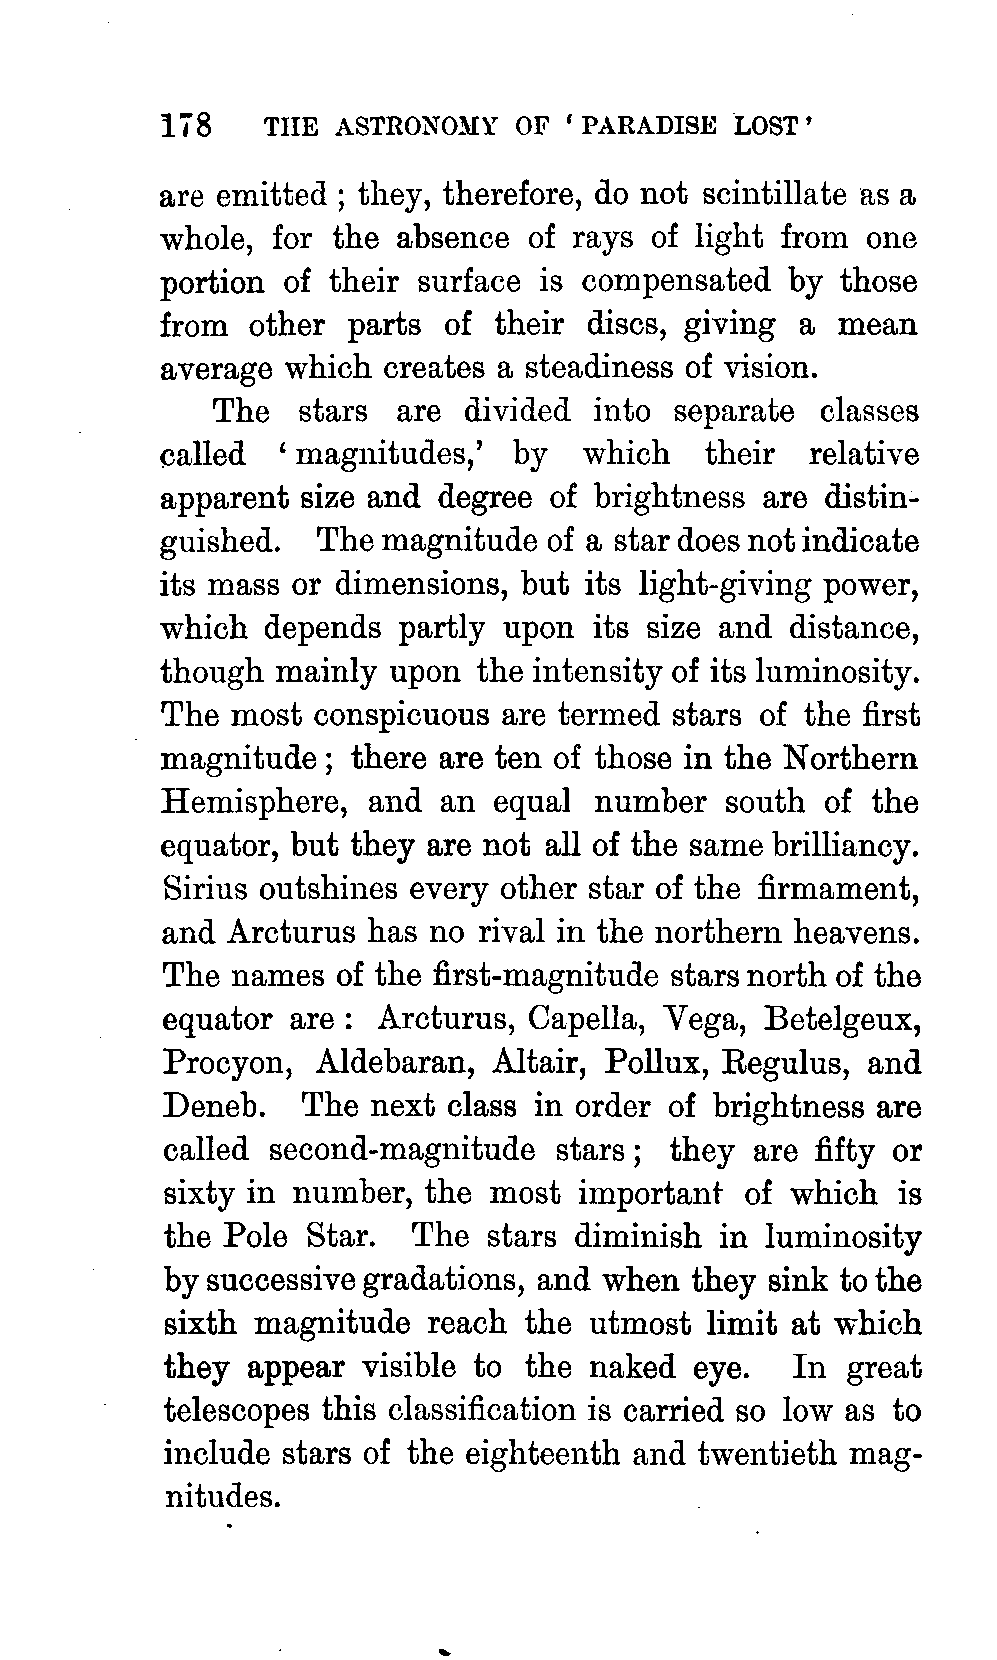 178 THE ASTRONOMY OF ‘PARADISE LOST’
are emitted ; they, therefore, do not scintillate as a
whole, for the absence of rays of light from one
portion of their surface is compensated by those
from other parts of their discs, giving a mean
average which creates a steadiness of vision.
The stars are divided into separate classes
called ‘magnitudes,’ by which their relative
apparent size and degree of brightness are distin-
guished. The magnitude of a star does not indicate
its mass or dimensions, but its light-giving power,
which depends partly upon its size and distance,
though mainly upon the intensity of its luminosity.
The most conspicuous are termed stars of the first
magnitude ; there are ten of those in the Northern
Hemisphere, and an equal number south of the
equator, but they are not all of the same brilliancy.
Sirius outshines every other star of the firmament,
and Arcturus has no rival in the northern heavens.
The names of the first-magnitude stars north of the
equator are : Arcturus, Capella, Vega, Betelgeux,
Procyon, Aldebaran, Altair, Pollux, Regulus, and
Deneb. The next class in order of brightness are
called second-magnitude stars ; they are fifty or
sixty in number, the most important of which is
the Pole Star. The stars diminish in luminosity
by successive gradations, and when they sink to the
sixth magnitude reach the utmost limit at which
they appear visible to the naked eye. In great
telescopes this classification is carried so low as to
include stars of the eighteenth and twentieth mag-
nitudes.